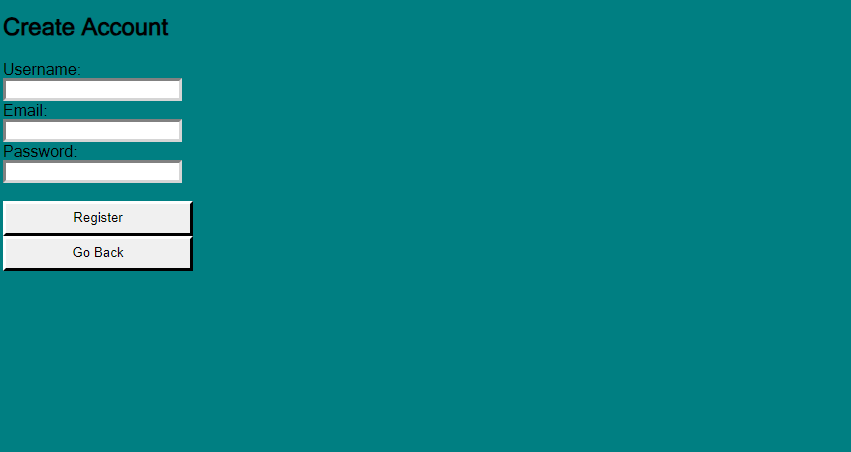 Create Account
Username:
Email:
Password:
Register
Go Back